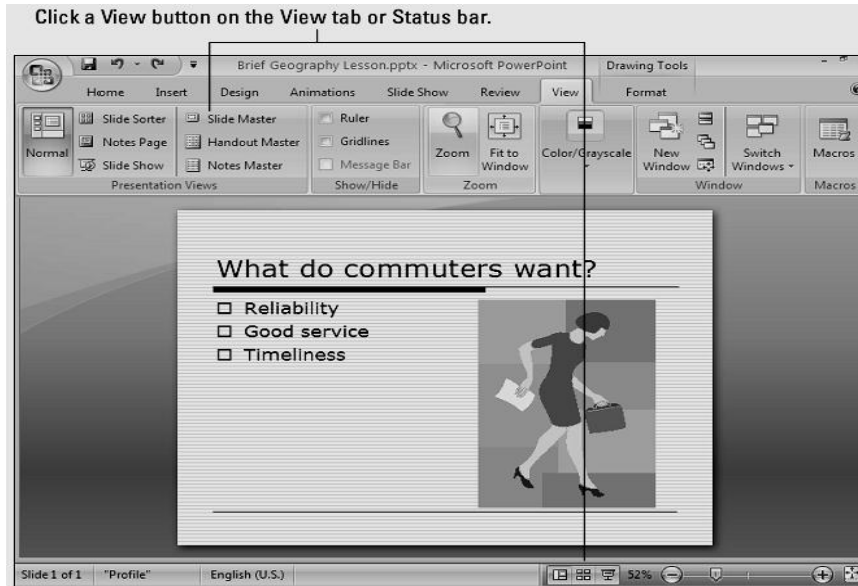 Click a View button on the View tab or Status bar.
Brief Geography Lesson.pptx - Microsoft PowerPoint Drawing Tools
Home Insert Design Animations Slide Show Review View Format
Normal Slide Sorter Slide Master Ruler
Notes Page Handout Master Gridlines
Slide Show Notes Master Message Bar
Zoom Fit to Window Color/Grayscale New Window Switch Windows Macros
Presentation Views Show/Hide Zoom Window Macros
What do commuters want?
Reliability
Good service
Timeliness
Slide 1 of 1 "Profile" English (U.S.) 52%